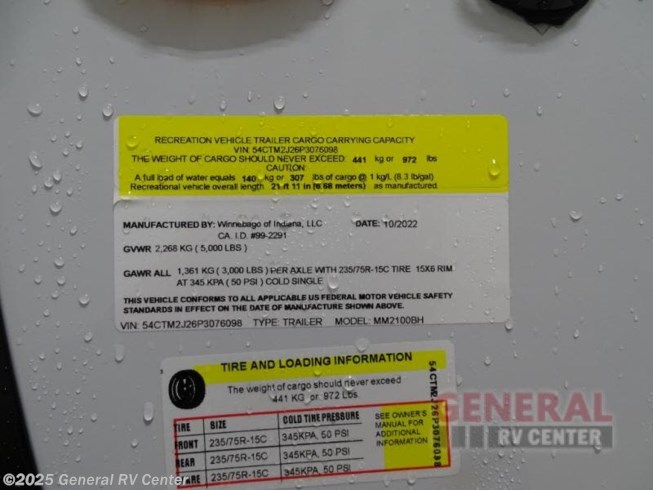 RECREATION VEHICLE TRAILER CARGO CARRYING CAPACITY
VIN: 54CTM2J26P3076098
THE WEIGHT OF CARGO SHOULD NEVER EXCEED: 441 kg or 972 lbs
CAUTION:
A full load of water equals 140 kg or 307 lbs of cargo @ 1 kg/L (8.3 lb/gal)
Recreational vehicle overall length 21 ft 11 in (6.68 meters) as manufactured.
MANUFACTURED BY: Winnebago of Indiana, LLC DATE: 10/2022
CA. I.D. #99-2291
GVWR 2,268 KG ( 5,000 LBS )
GAWR ALL 1,361 KG ( 3,000 LBS ) PER AXLE WITH 235/75R-15C TIRE 15X6 RIM
AT 345 KPA ( 50 PSI ) COLD SINGLE
THIS VEHICLE CONFORMS TO ALL APPLICABLE US FEDERAL MOTOR VEHICLE SAFETY
STANDARDS IN EFFECT ON THE DATE OF MANUFACTURE SHOWN ABOVE.
VIN: 54CTM2J26P3076098 TYPE: TRAILER MODEL: MM2100BH
TIRE AND LOADING INFORMATION
The weight of cargo should never exceed
441 KG or 972 Lbs.
TIRE SIZE COLD TIRE PRESSURE
FRONT 235/75R-15C 345KPA, 50 PSI
REAR 235/75R-15C 345KPA, 50 PSI
SPARE 235/75R-15C 345KPA, 50 PSI
SEE OWNER'S
MANUAL FOR
ADDITIONAL
INFORMATION
54CTM2J26P3076098
GENERAL
RV CENTER
©2025 General RV Center